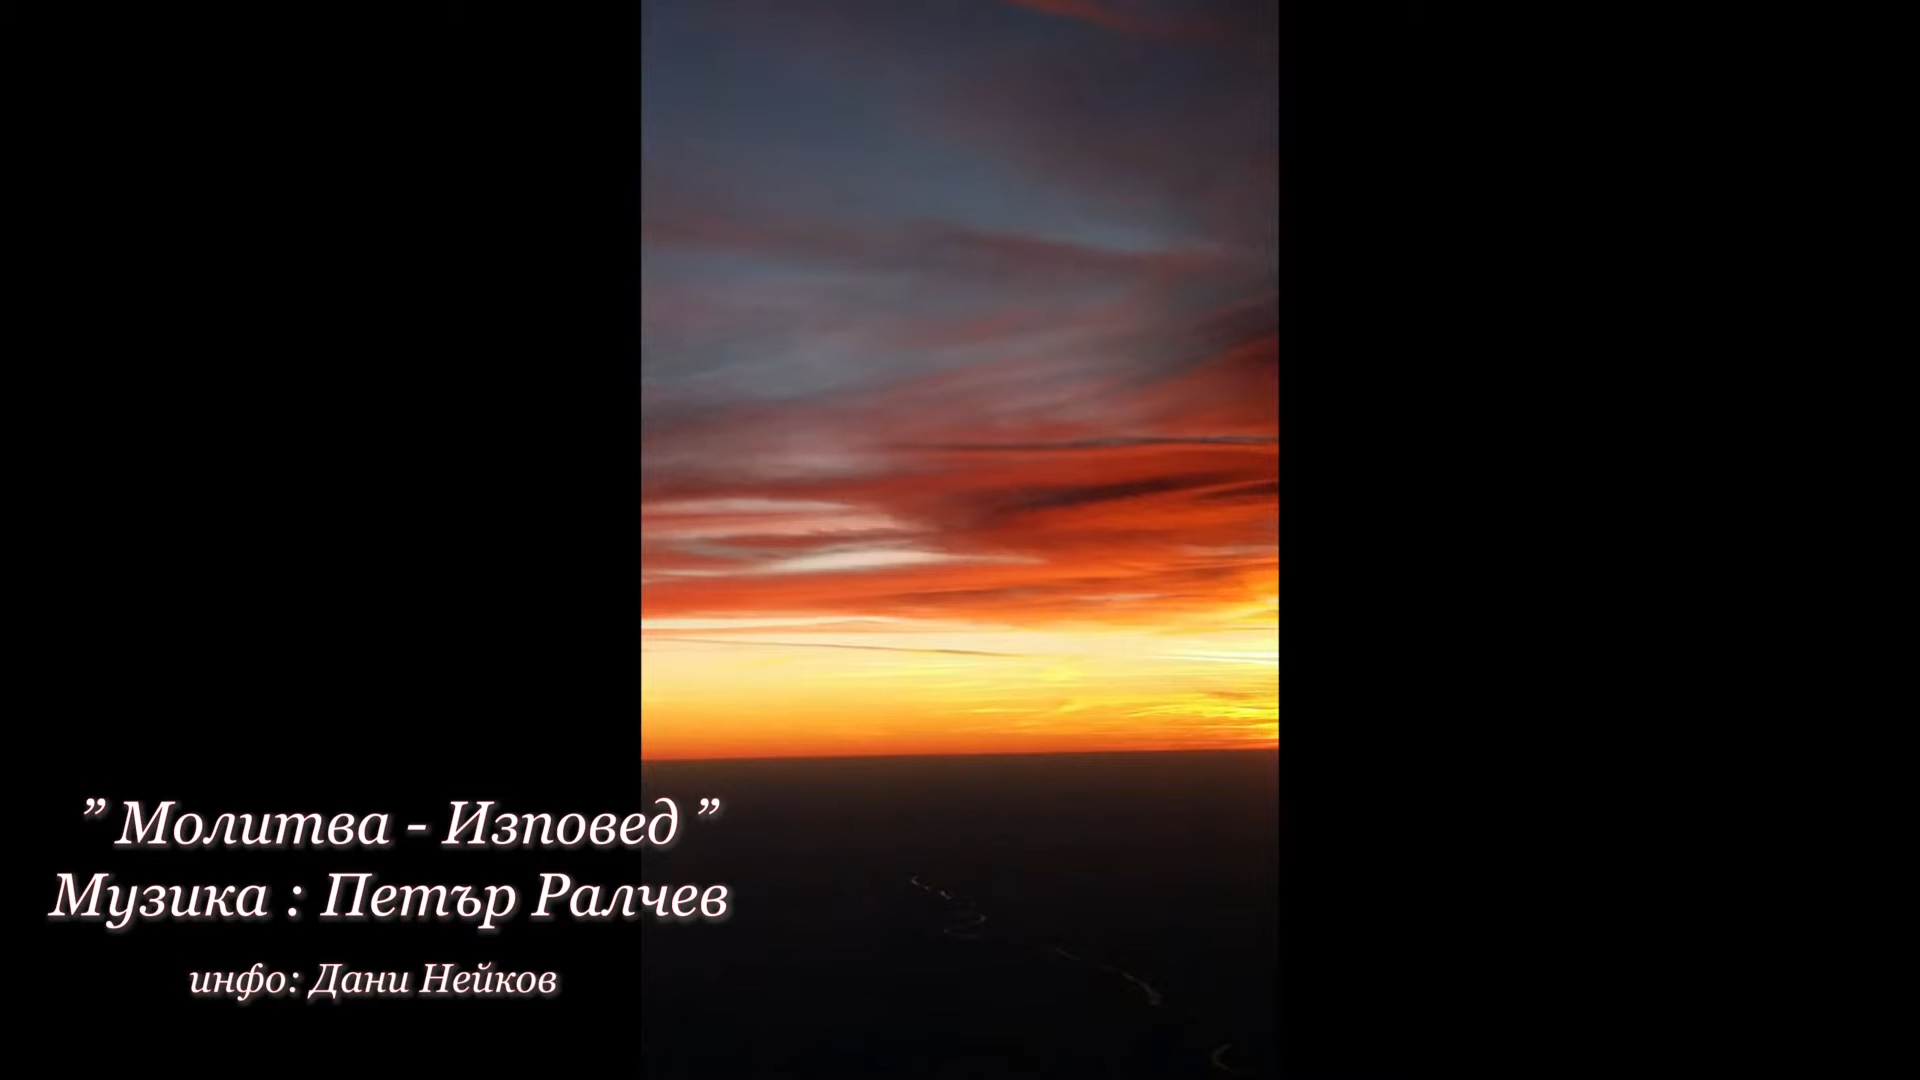 ” Молитва - Изповед ”
Музика : Петър Ралчев
инфо: Дани Нейков